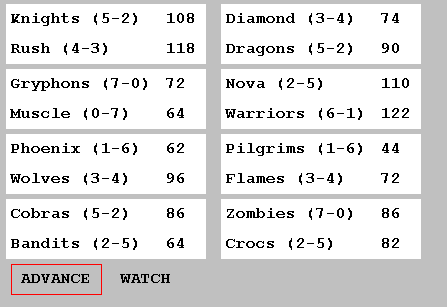 Knights (5-2) 108
Rush (4-3) 118
Gryphons (7-0) 72
Muscle (0-7) 64
Phoenix (1-6) 62
Wolves (3-4) 96
Cobras (5-2) 86
Bandits (2-5) 64
Diamond (3-4) 74
Dragons (5-2) 90
Nova (2-5) 110
Warriors (6-1) 122
Pilgrims (1-6) 44
Flames (3-4) 72
Zombies (7-0) 86
Crocs (2-5) 82
ADVANCE WATCH